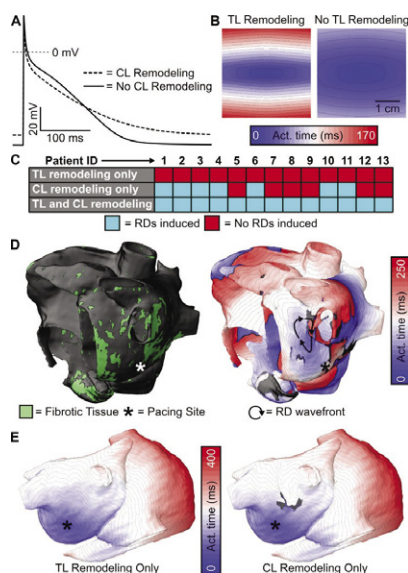 A
0 mV
CL Remodeling
No CL Remodeling
20 mV
100 ms
B
TL Remodeling
No TL Remodeling
1 cm
0 Act. time (ms) 170
C
Patient ID 1 2 3 4 5 6 7 8 9 10 11 12 13
TL remodeling only
CL remodeling only
TL and CL remodeling
= RDs induced
= No RDs induced
D
= Fibrotic Tissue * = Pacing Site
= RD wavefront
0 Act. time (ms) 250
E
0 Act. time (ms) 400
TL Remodeling Only
CL Remodeling Only